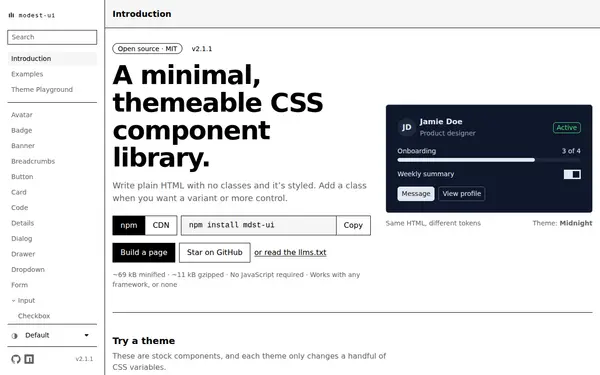 modest-ui
Search
Introduction
Examples
Theme Playground
Avatar
Badge
Banner
Breadcrumbs
Button
Card
Code
Details
Dialog
Drawer
Dropdown
Form
Input
Checkbox
Default
v2.1.1
Introduction
Open source · MIT
v2.1.1
A minimal,
themeable CSS
component
library.
Write plain HTML with no classes and it's styled. Add a class
when you want a variant or more control.
npm CDN npm install mdst-ui Copy
Build a page Star on GitHub or read the llms.txt
~69 kB minified · ~11 kB gzipped · No JavaScript required · Works with any
framework, or none
JD
Jamie Doe
Product designer
Active
Onboarding 3 of 4
Weekly summary
Message View profile
Same HTML, different tokens Theme: Midnight
Try a theme
These are stock components, and each theme only changes a handful of
CSS variables.